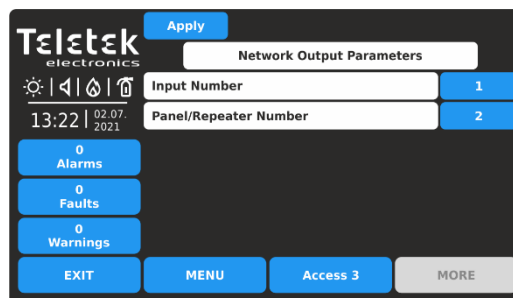 Teletek
electronics
Apply
Network Output Parameters
Input Number 1
Panel/Repeater Number 2
13:22 02.07.
2021
0
Alarms
0
Faults
0
Warnings
EXIT MENU Access 3 MORE